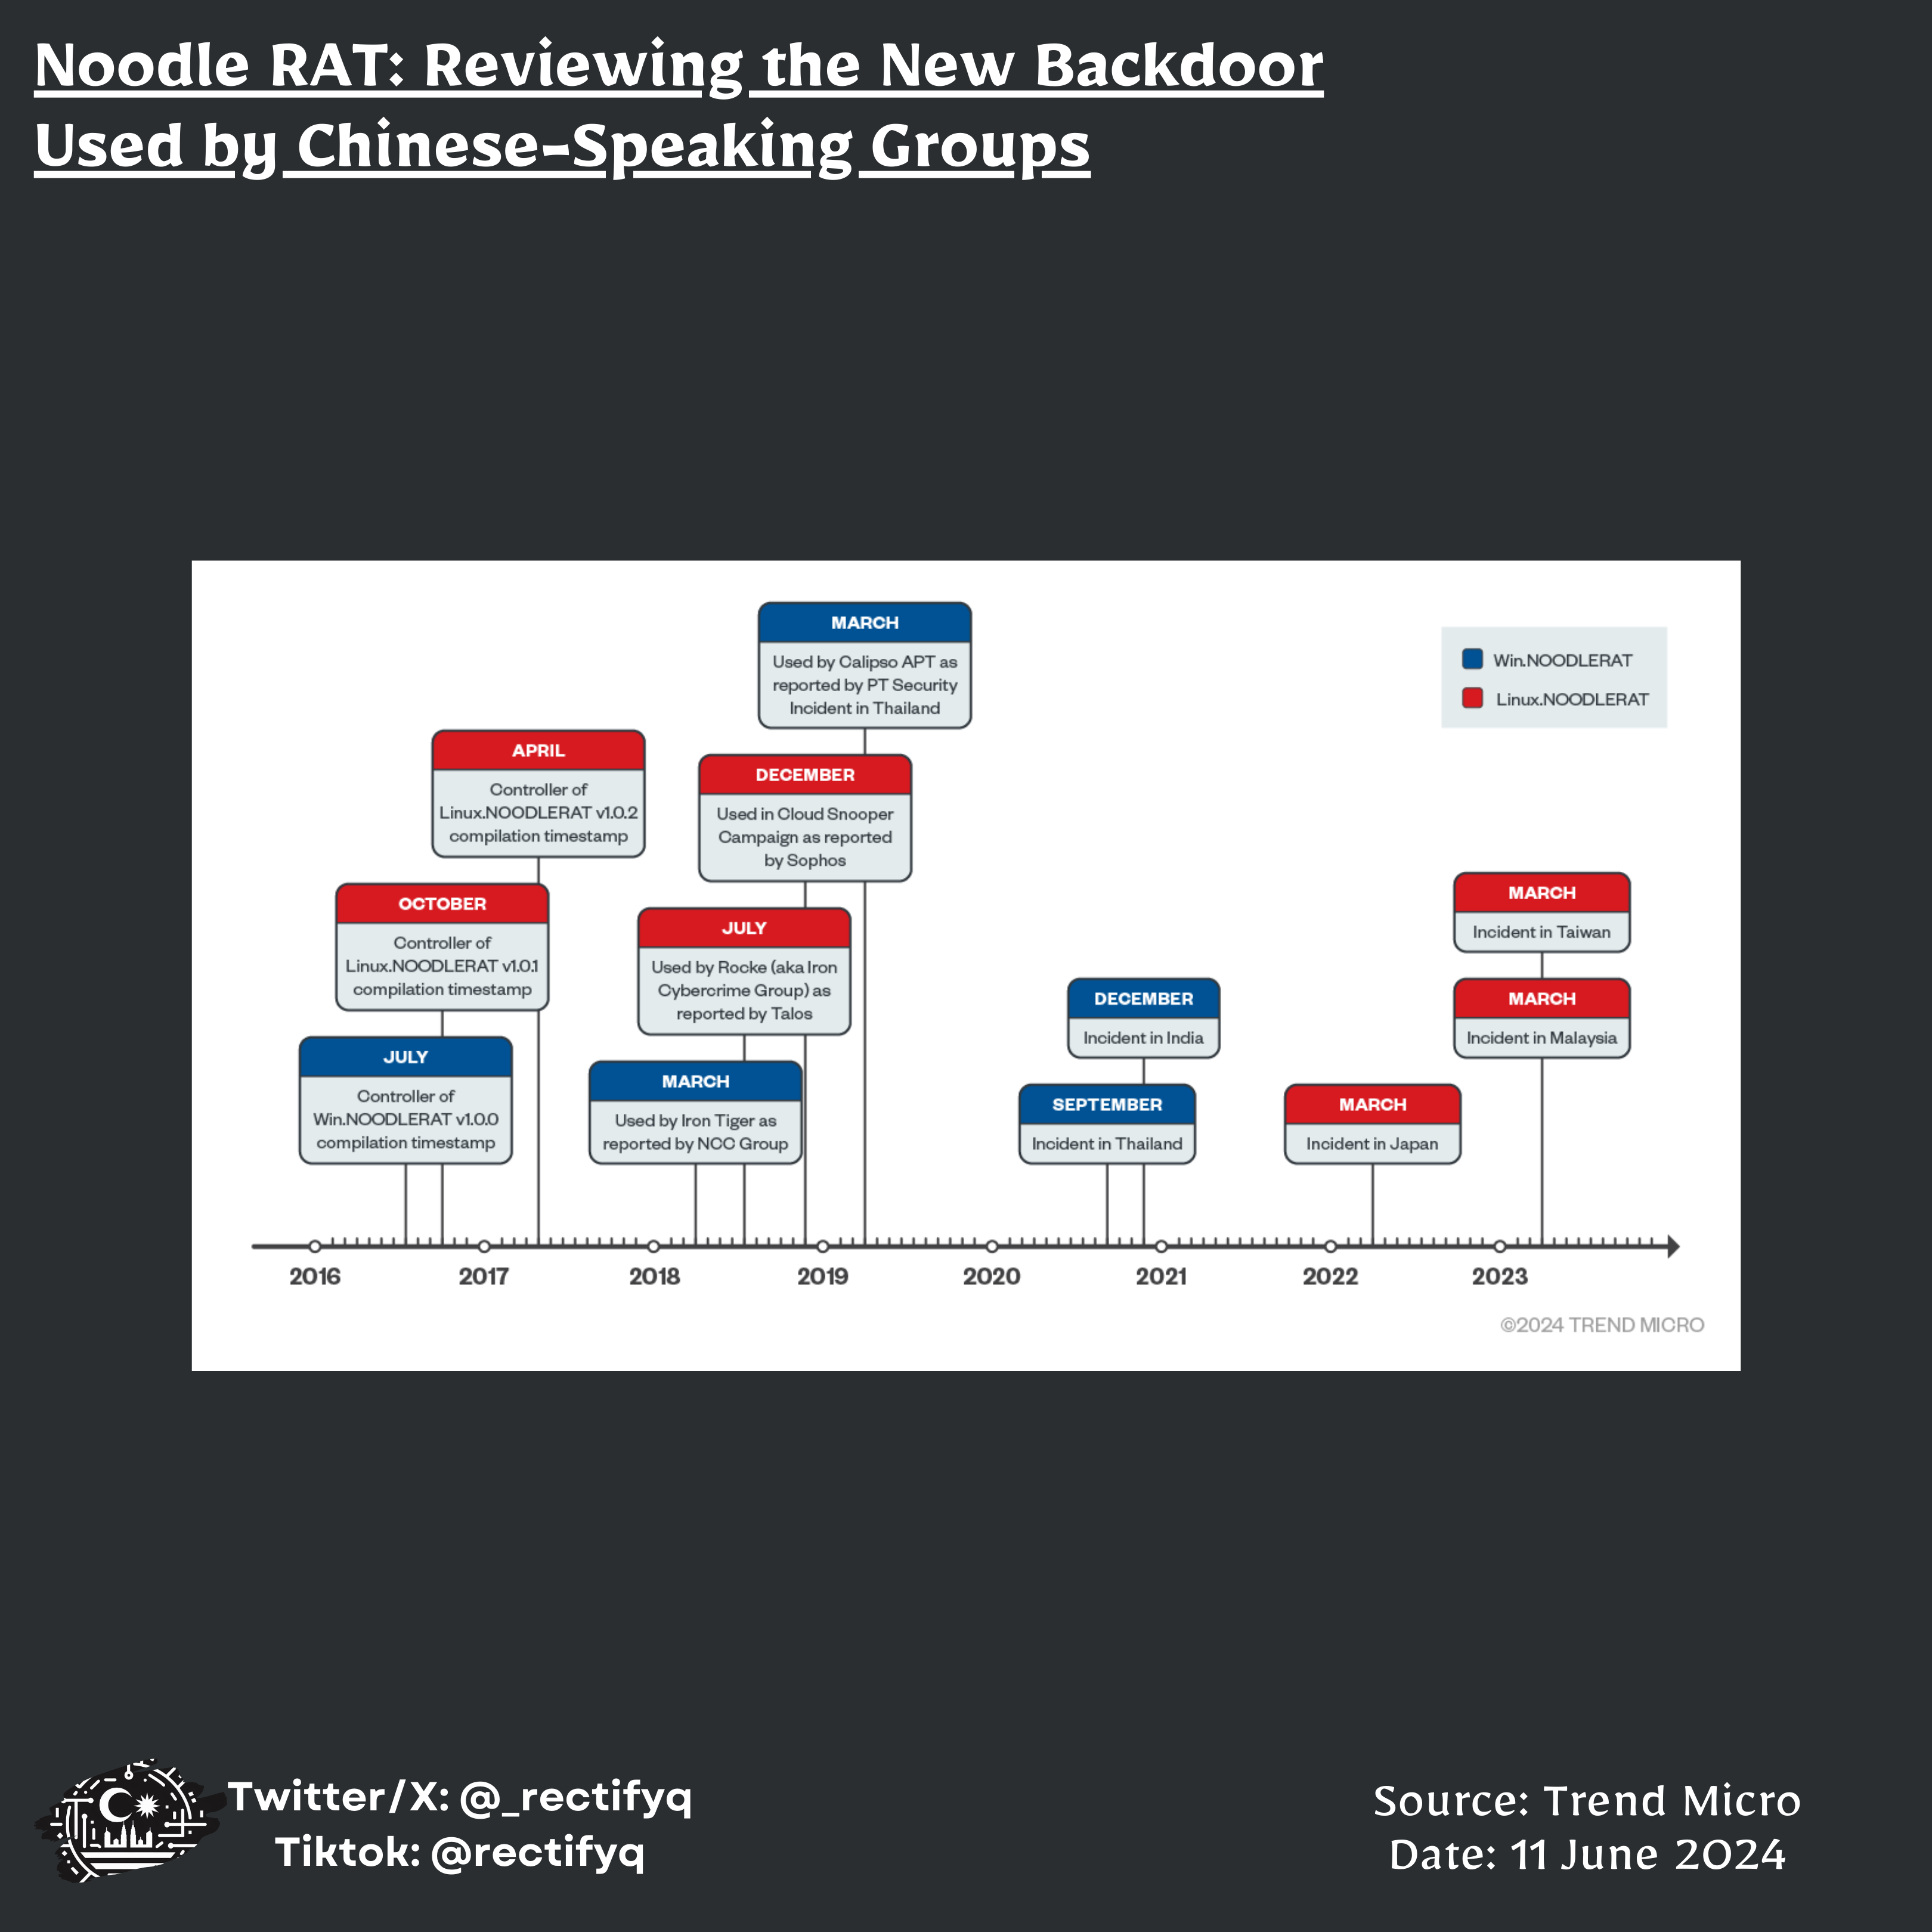 Noodle RAT: Reviewing the New Backdoor
Used by Chinese-Speaking Groups
MARCH
Used by Calipso APT as
reported by PT Security
Incident in Thailand
Win.NOODLERAT
Linux.NOODLERAT
APRIL
Controller of
Linux.NOODLERAT v1.0.2
compilation timestamp
DECEMBER
Used in Cloud Snooper
Campaign as reported
by Sophos
OCTOBER
Controller of
Linux.NOODLERAT v1.0.1
compilation timestamp
JULY
Used by Rocke (aka Iron
Cybercrime Group) as
reported by Talos
MARCH
Incident in Taiwan
DECEMBER
Incident in India
MARCH
Incident in Malaysia
JULY
Controller of
Win.NOODLERAT v1.0.0
compilation timestamp
MARCH
Used by Iron Tiger as
reported by NCC Group
SEPTEMBER
Incident in Thailand
MARCH
Incident in Japan
2016 2017 2018 2019 2020 2021 2022 2023
©2024 TREND MICRO
Twitter/X: @_rectifyq
Tiktok: @rectifyq
Source: Trend Micro
Date: 11 June 2024